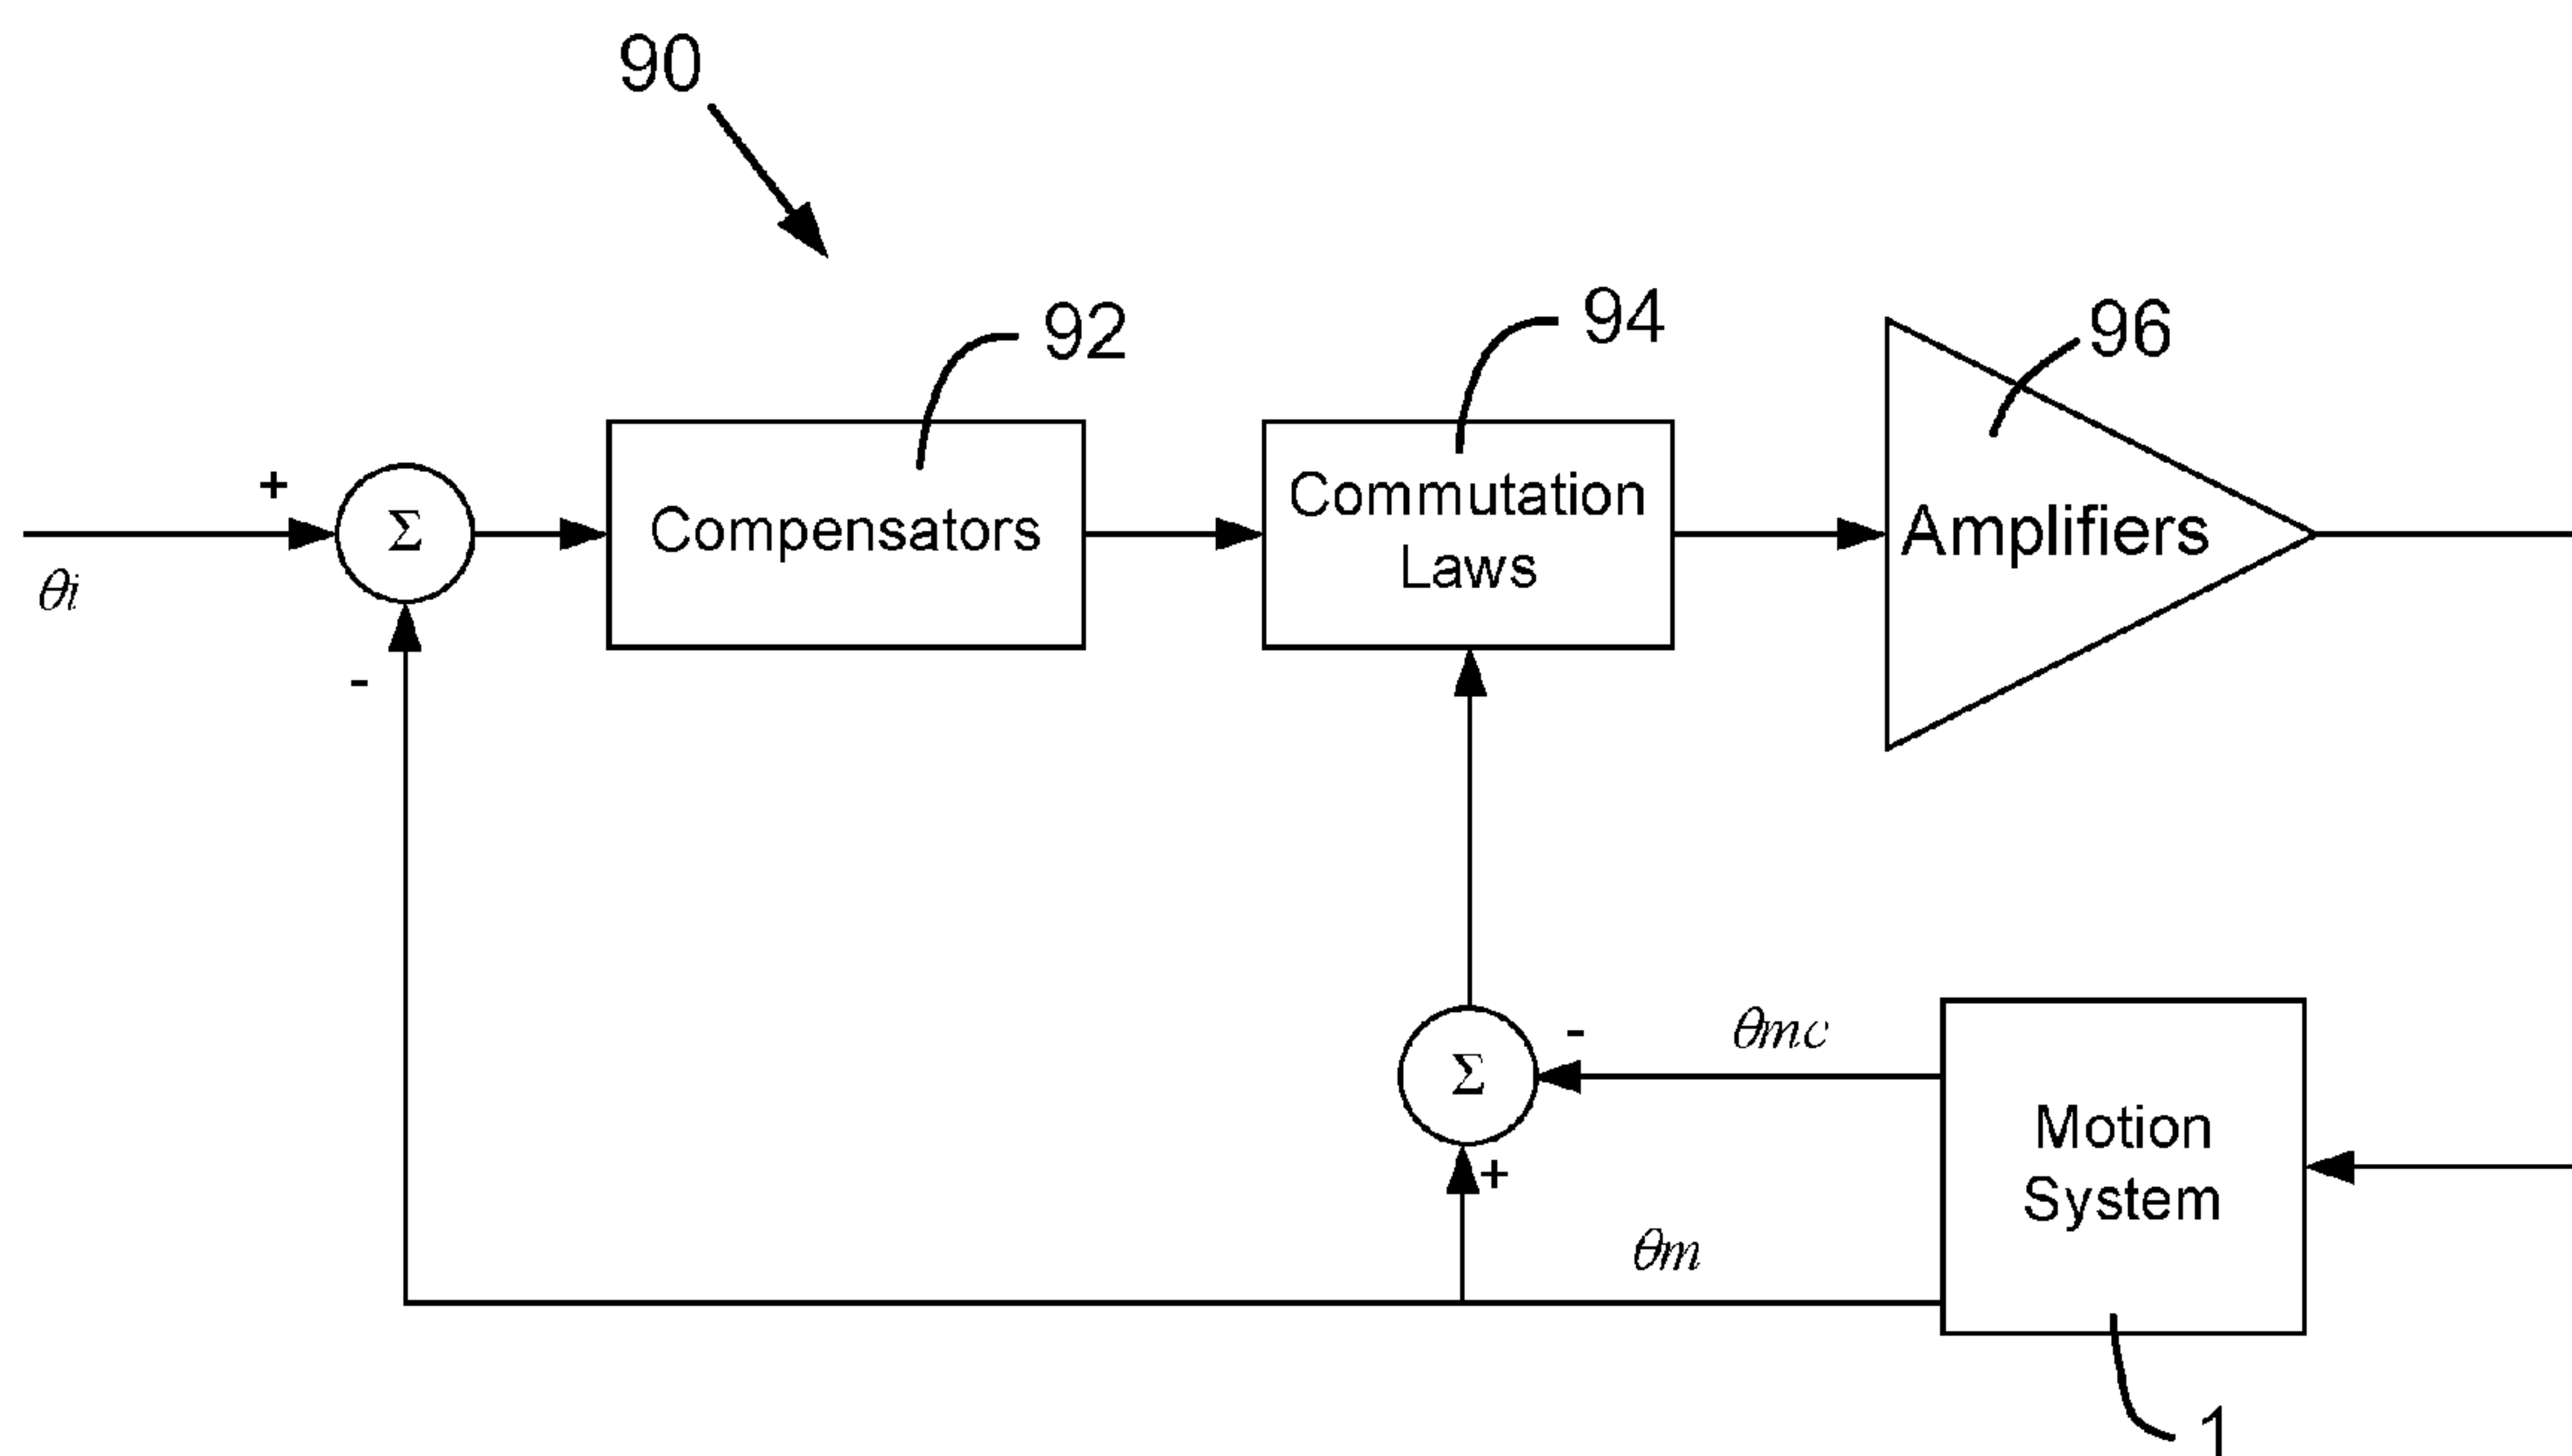 90
92
94
96
+
Σ
Compensators
Commutation
Laws
Amplifiers
θi
-
-
θmc
Σ
Motion
System
+
θm
1